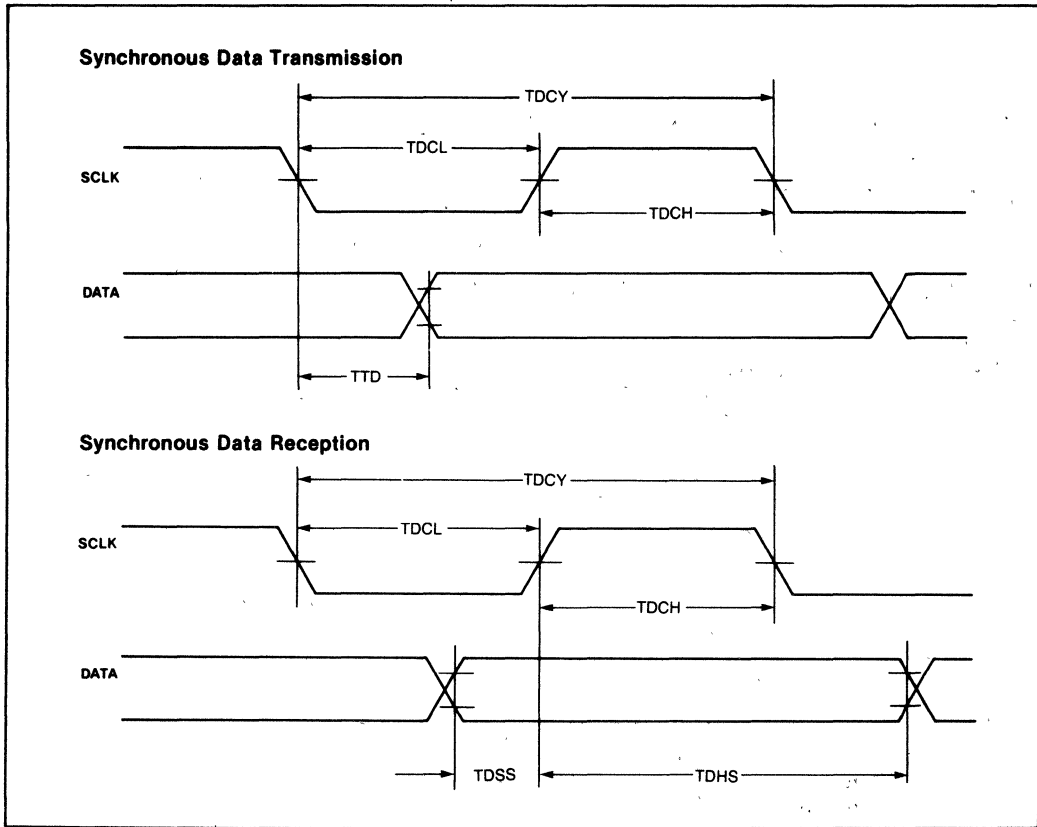 Synchronous Data Transmission
TDCY
TDCL
SCLK
TDCH
DATA
TTD
Synchronous Data Reception
TDCY
TDCL
SCLK
TDCH
DATA
TDSS
TDHS